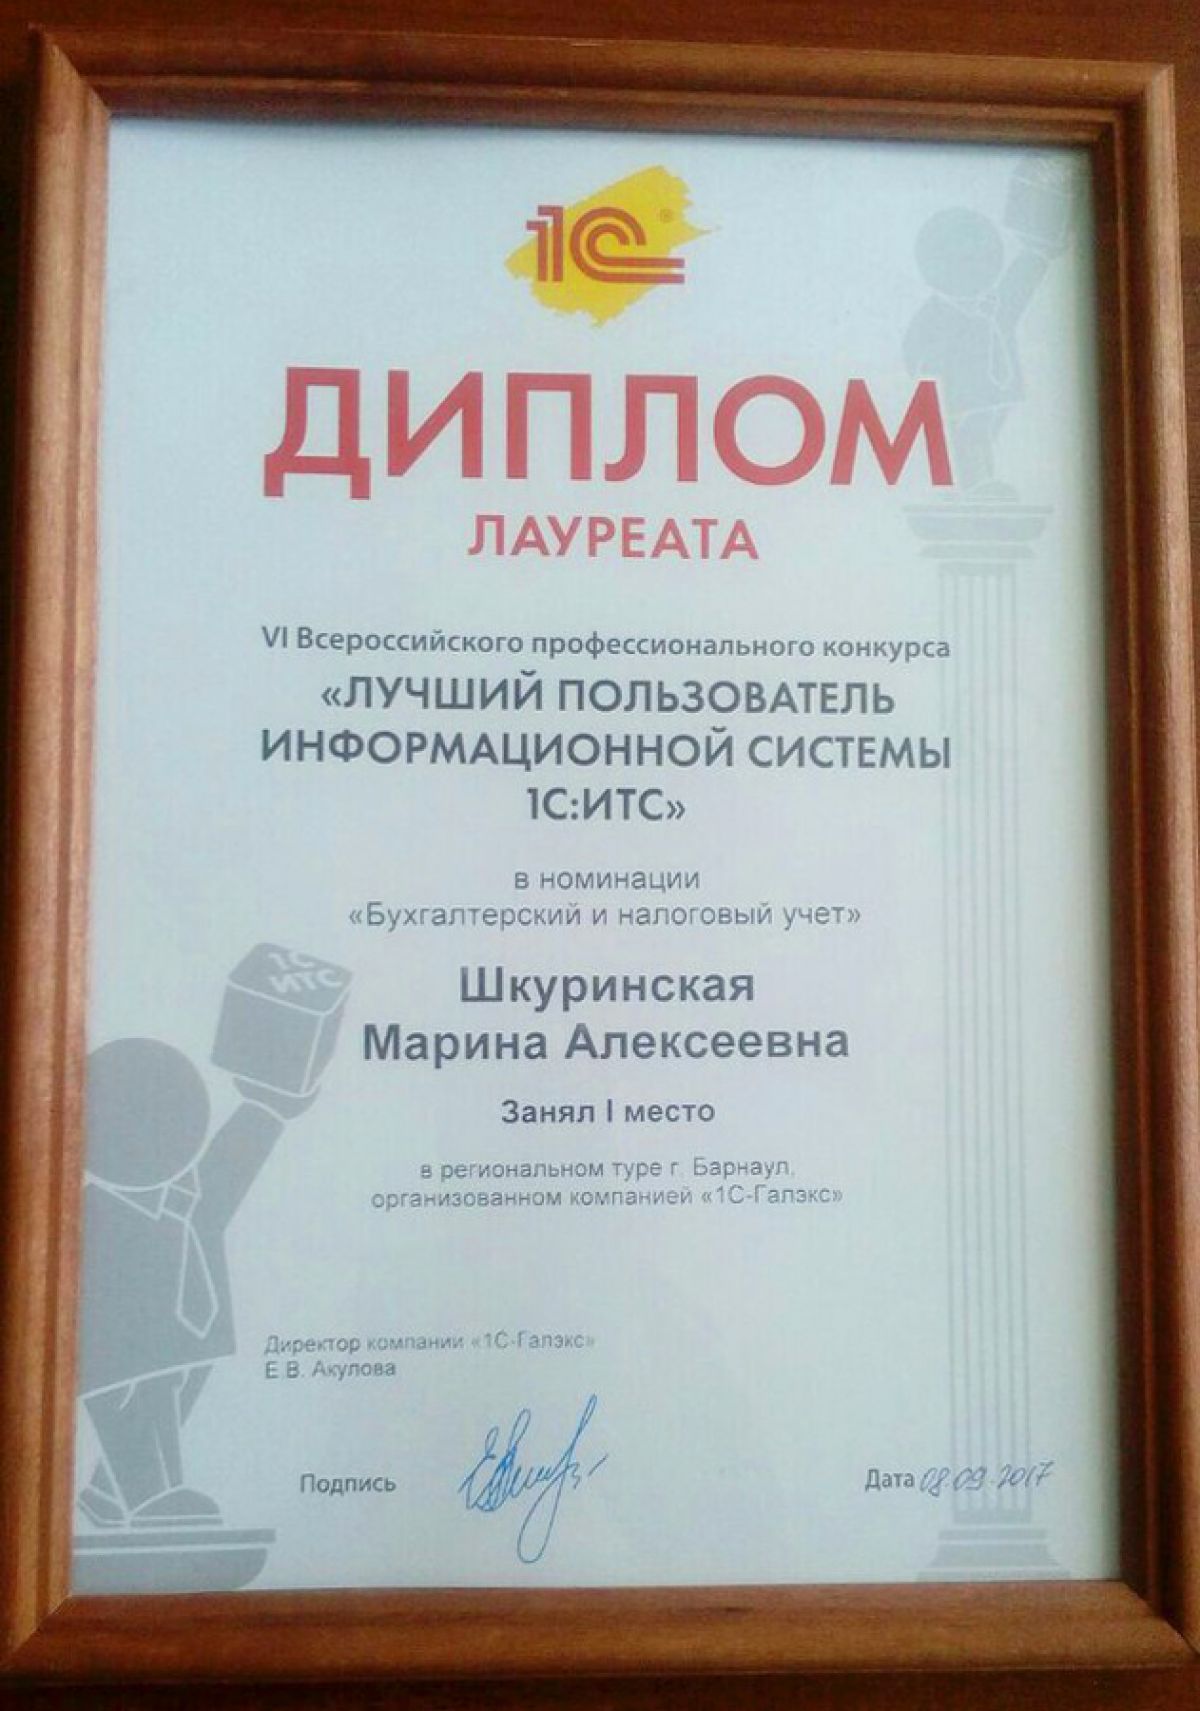 1С®
ДИПЛОМ
ЛАУРЕАТА
VI Всероссийского профессионального конкурса
«ЛУЧШИЙ ПОЛЬЗОВАТЕЛЬ
ИНФОРМАЦИОННОЙ СИСТЕМЫ
1С:ИТС»
в номинации
«Бухгалтерский и налоговый учет»
1С
ИТС
Шкуринская
Марина Алексеевна
Занял I место
в региональном туре г. Барнаул,
организованном компанией «1С-Галэкс»
Директор компании «1С-Галэкс»
Е.В. Акулова
Подпись
Дата 08.09.2017